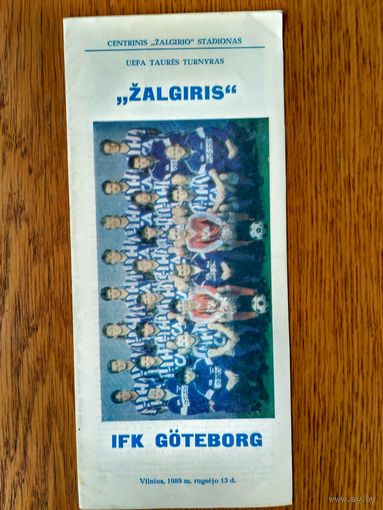 CENTRINIS „ŽALGIRIO“ STADIONAS
UEFA TAURĖS TURNYRAS
„ŽALGIRIS“
IFK GÖTEBORG
Vilnius, 1989 m. rugsėjo 13 d.
www.ay.by